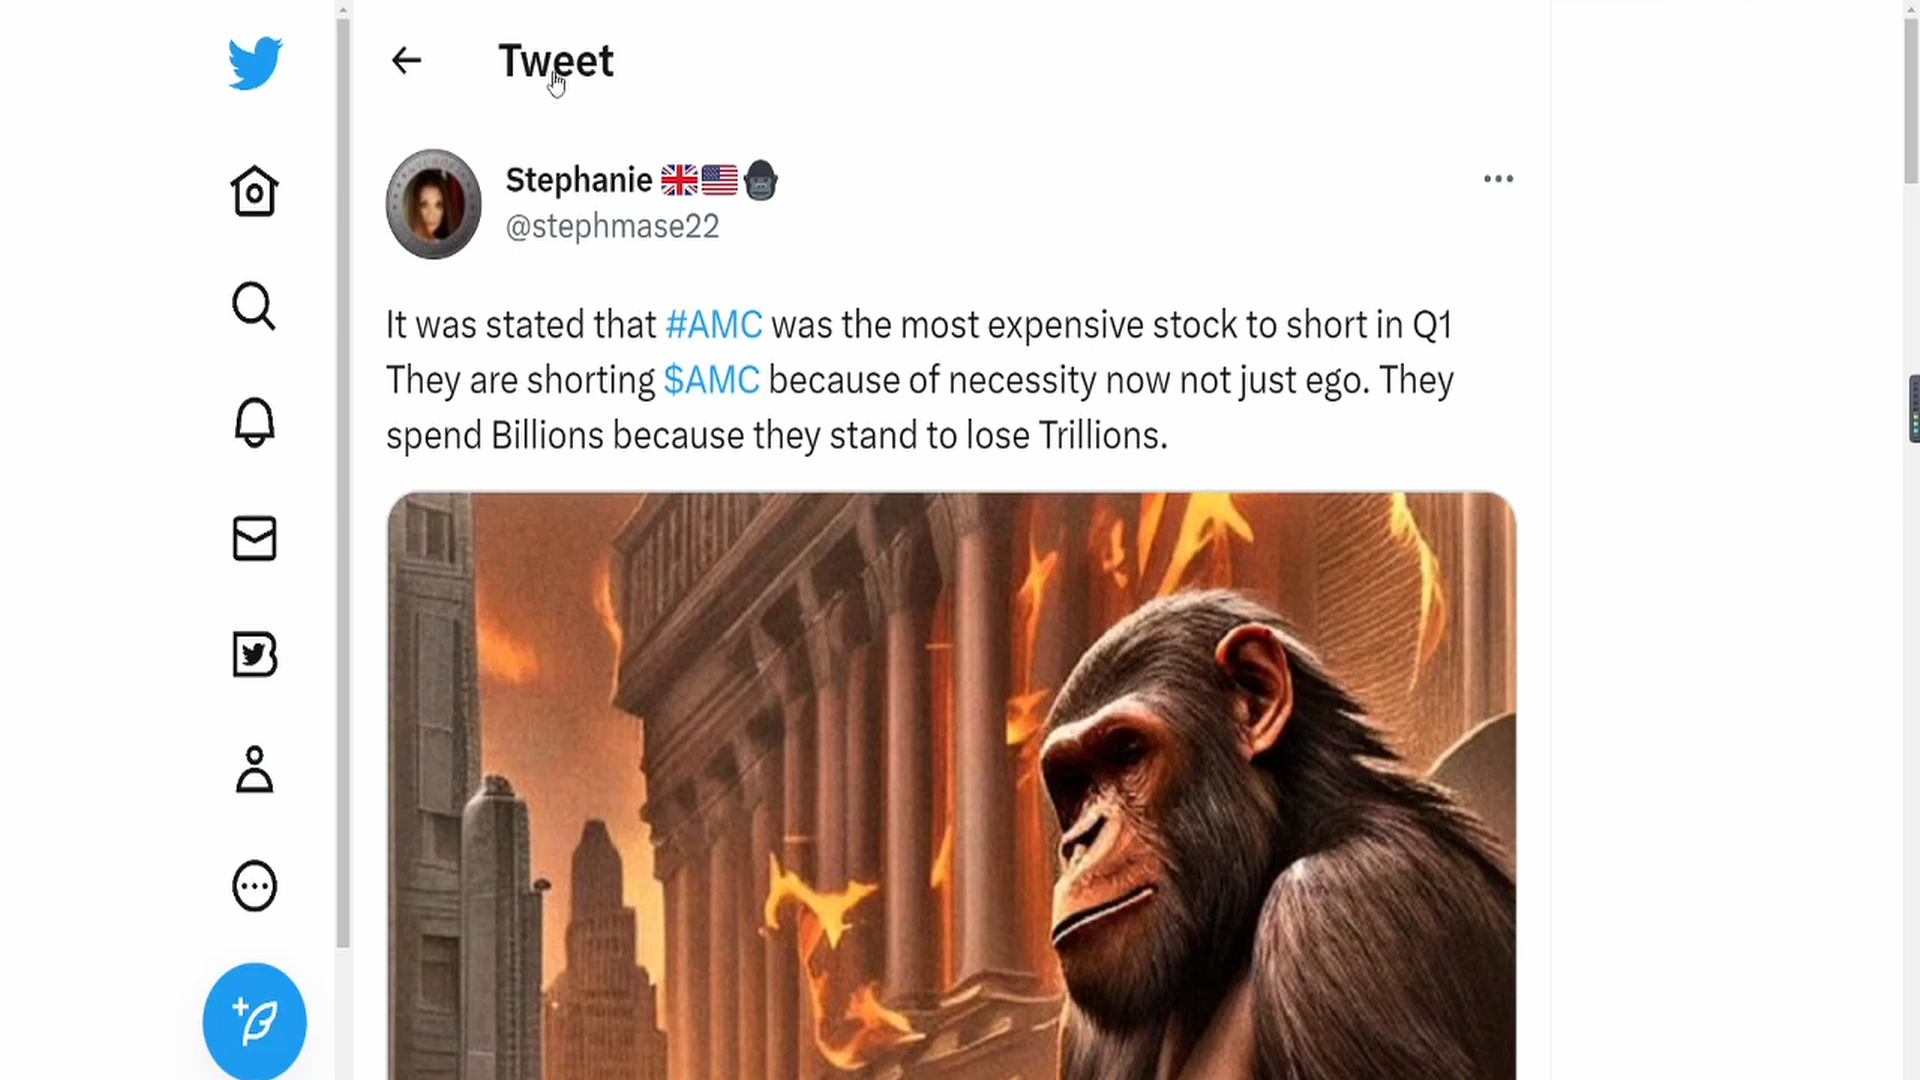 Tweet
Stephanie 🇬🇧🇺🇸🦍
@stephmase22
It was stated that #AMC was the most expensive stock to short in Q1
They are shorting $AMC because of necessity now not just ego. They
spend Billions because they stand to lose Trillions.